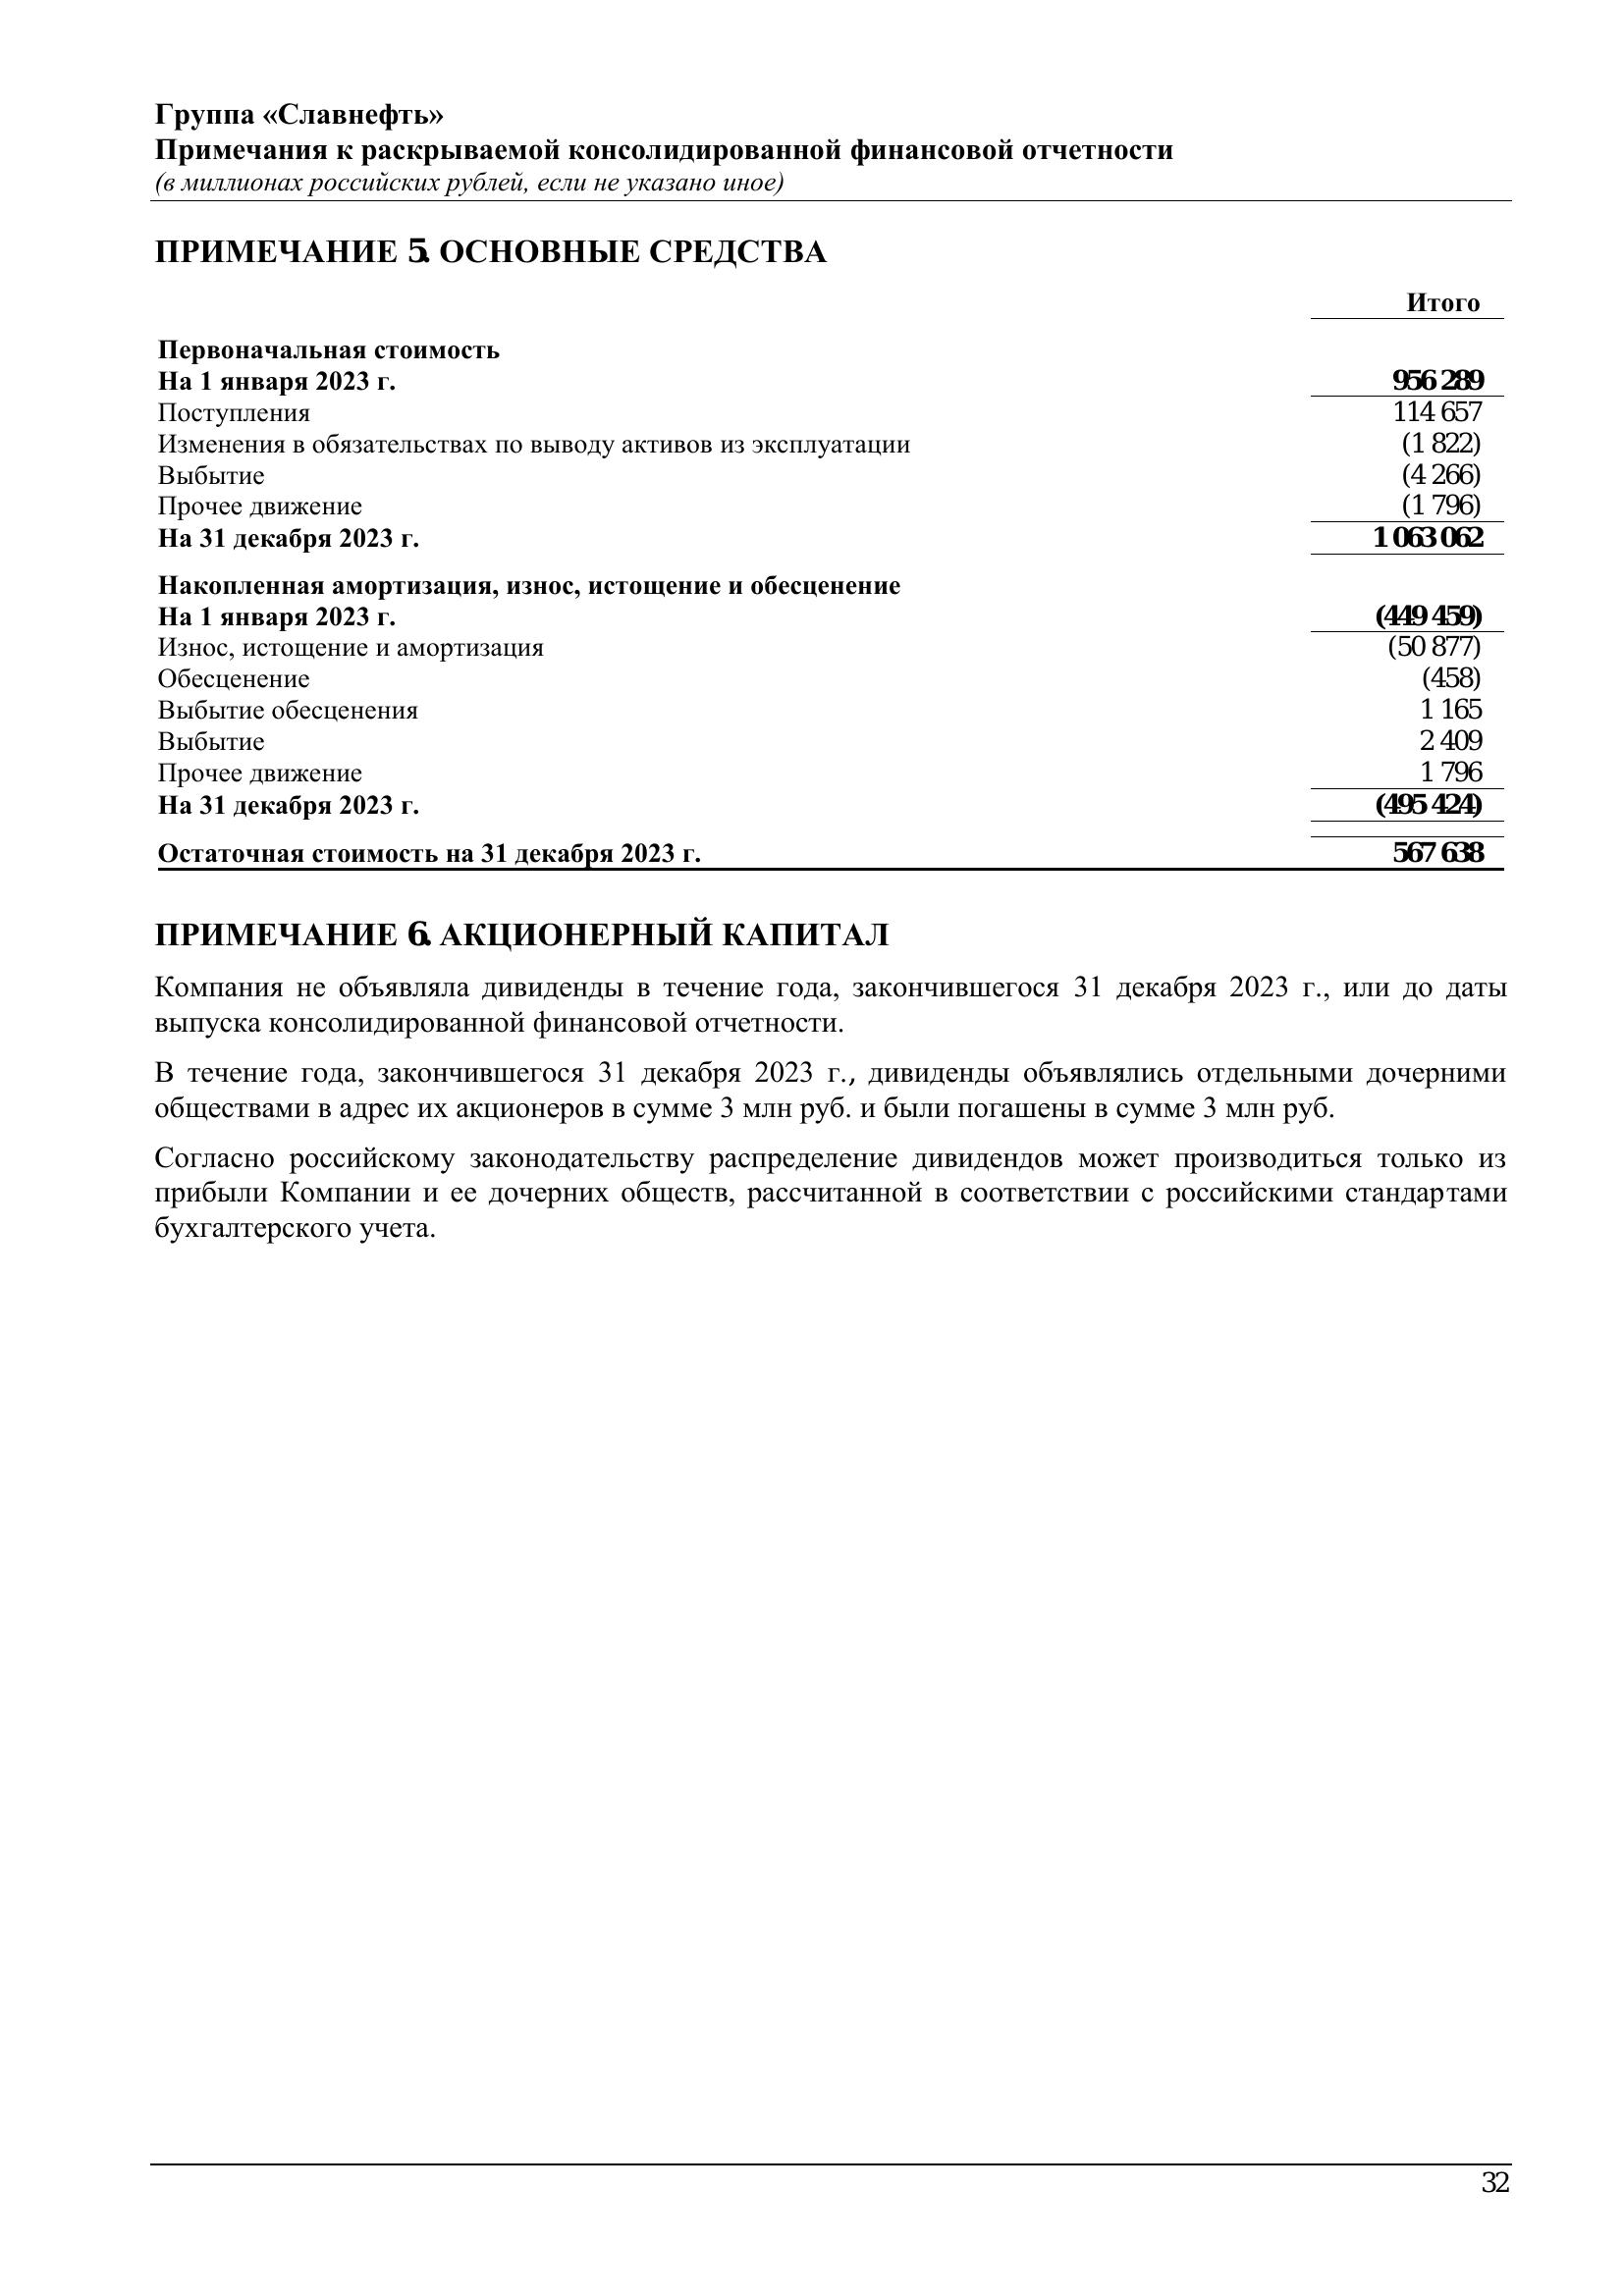 Группа «Славнефть»
Примечания к раскрываемой консолидированной финансовой отчетности
(в миллионах российских рублей, если не указано иное)
ПРИМЕЧАНИЕ 5. ОСНОВНЫЕ СРЕДСТВА
Итого
Первоначальная стоимость
На 1 января 2023 г. 956 289
Поступления 114 657
Изменения в обязательствах по выводу активов из эксплуатации (1 822)
Выбытие (4 266)
Прочее движение (1 796)
На 31 декабря 2023 г. 1 063 062
Накопленная амортизация, износ, истощение и обесценение
На 1 января 2023 г. (449 459)
Износ, истощение и амортизация (50 877)
Обесценение (458)
Выбытие обесценения 1 165
Выбытие 2 409
Прочее движение 1 796
На 31 декабря 2023 г. (495 424)
Остаточная стоимость на 31 декабря 2023 г. 567 638
ПРИМЕЧАНИЕ 6. АКЦИОНЕРНЫЙ КАПИТАЛ
Компания не объявляла дивиденды в течение года, закончившегося 31 декабря 2023 г., или до даты
выпуска консолидированной финансовой отчетности.
В течение года, закончившегося 31 декабря 2023 г., дивиденды объявлялись отдельными дочерними
обществами в адрес их акционеров в сумме 3 млн руб. и были погашены в сумме 3 млн руб.
Согласно российскому законодательству распределение дивидендов может производиться только из
прибыли Компании и ее дочерних обществ, рассчитанной в соответствии с российскими стандартами
бухгалтерского учета.
32